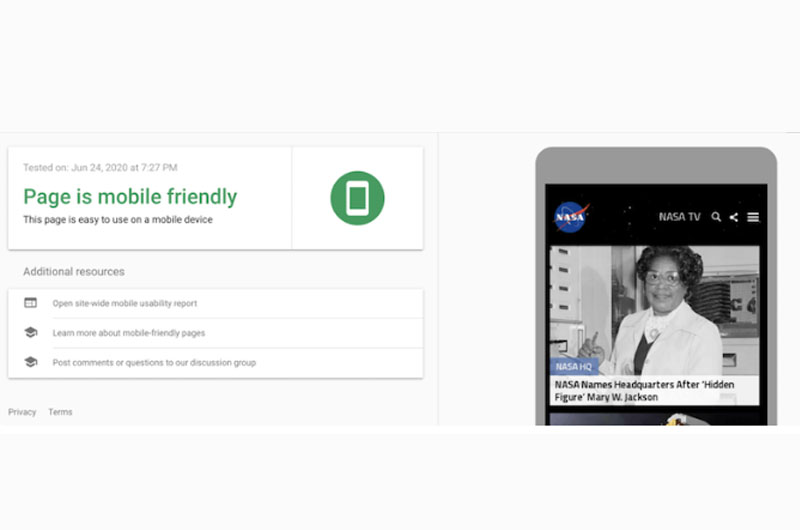 Tested on: Jun 24, 2020 at 7:27 PM
Page is mobile friendly
This page is easy to use on a mobile device
Additional resources
Open site-wide mobile usability report
Learn more about mobile-friendly pages
Post comments or questions to our discussion group
Privacy Terms
NASA NASA TV
NASA HQ
NASA Names Headquarters After 'Hidden
Figure' Mary W. Jackson